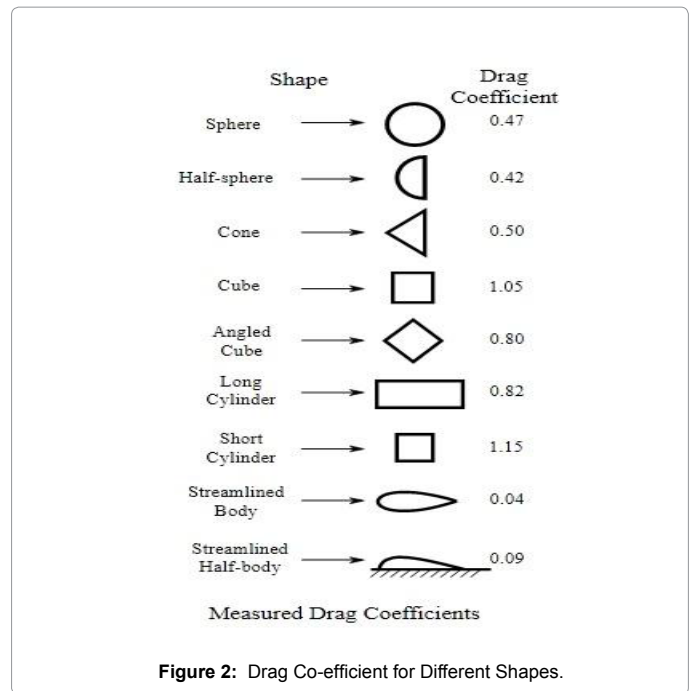 Shape
Drag
Coefficient
Sphere 0.47
Half-sphere 0.42
Cone 0.50
Cube 1.05
Angled
Cube 0.80
Long
Cylinder 0.82
Short
Cylinder 1.15
Streamlined
Body 0.04
Streamlined
Half-body 0.09
Measured Drag Coefficients
Figure 2: Drag Co-efficient for Different Shapes.